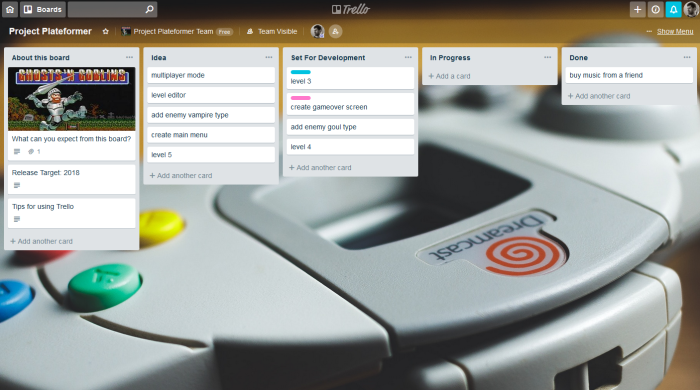 Boards
Trello
Project Plateformer
Project Plateformer Team
Free
Team Visible
Show Menu
About this board
GHOSTS'N GOBLINS
What can you expect from this board?
1
Release Target: 2018
Tips for using Trello
+ Add another card
Idea
multiplayer mode
level editor
add enemy vampire type
create main menu
level 5
+ Add another card
Set For Development
level 3
create gameover screen
add enemy goul type
level 4
+ Add another card
In Progress
+ Add a card
Done
buy music from a friend
+ Add another card
Dreamcast